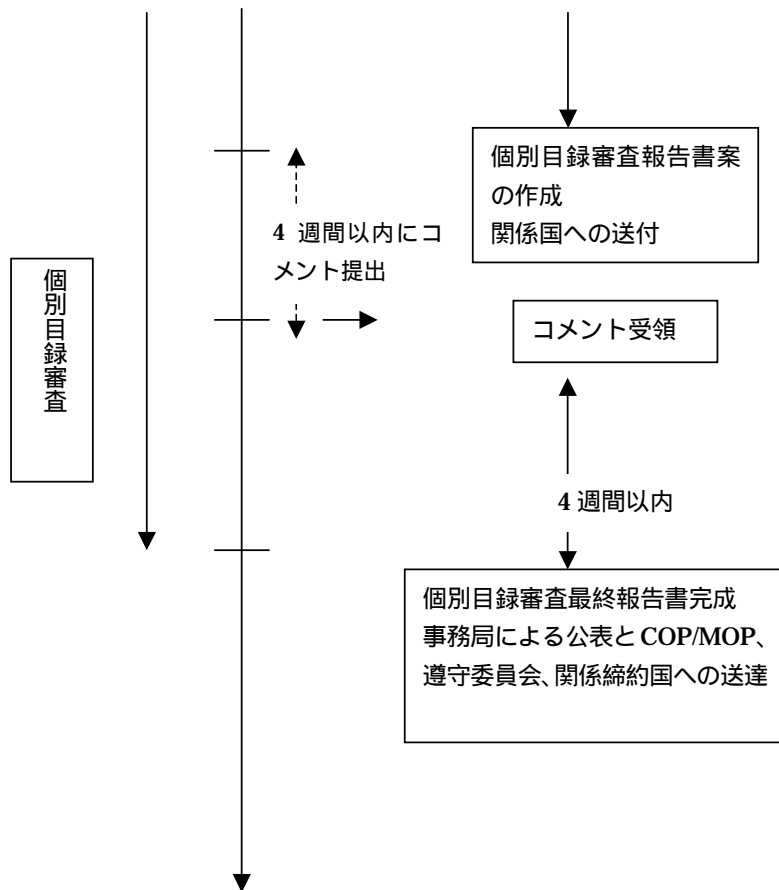 個別目録審査報告書案
の作成
関係国への送付
4 週間以内にコ
メント提出
個別目録審査
コメント受領
4 週間以内
個別目録審査最終報告書完成
事務局による公表と COP/MOP、
遵守委員会、関係締約国への送達